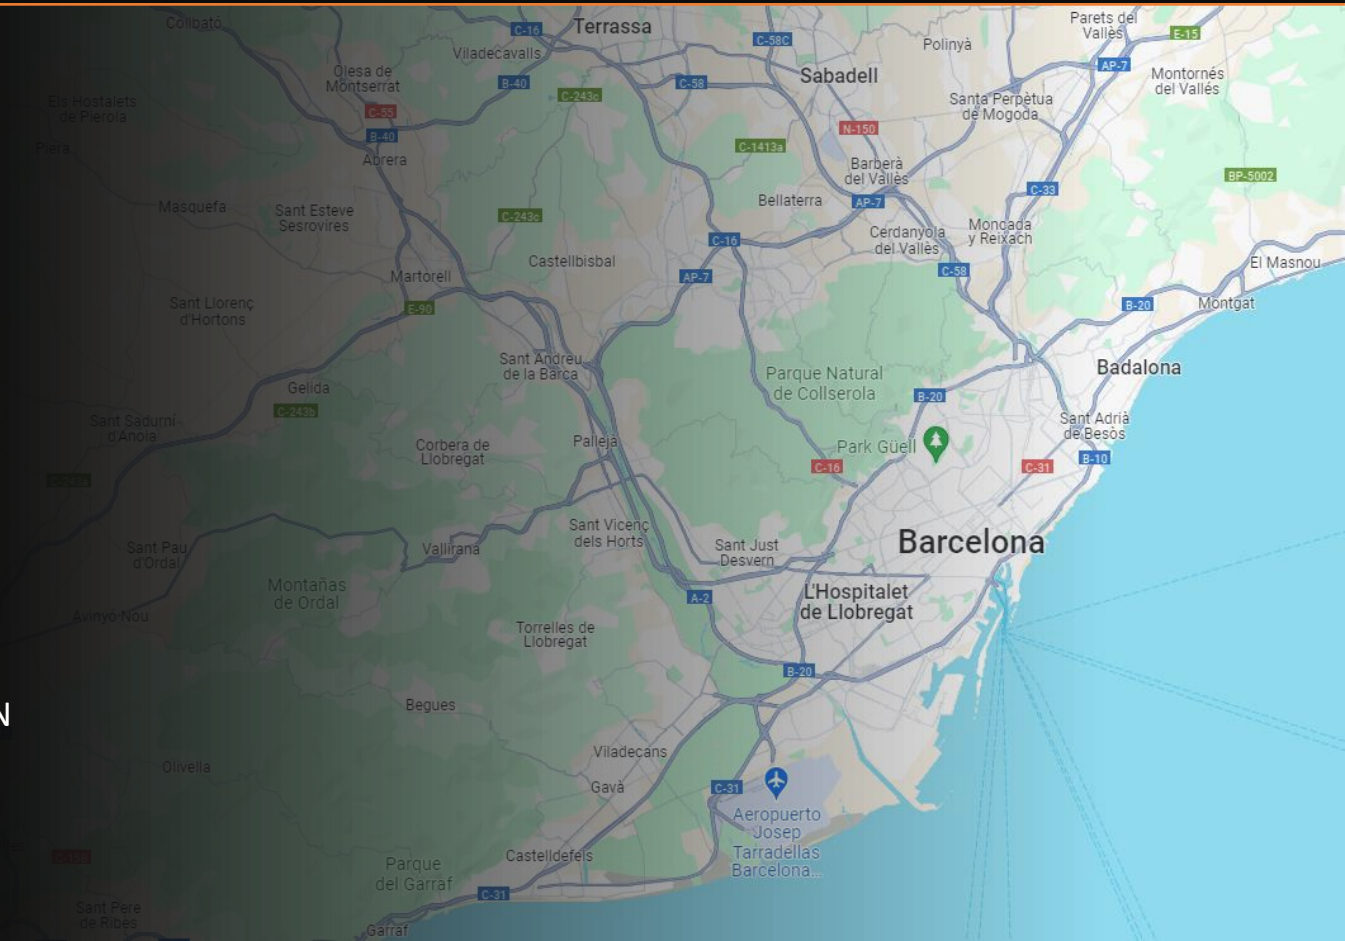 Collbató
C-16
Terrassa
C-58C
Parets del
Vallès
E-15
Viladecavalls
Polinyà
Olesa de
Montserrat
B-40
C-58
Sabadell
AP-7
Montornés
del Vallés
Els Hostalets
de Pierola
C-55
C-243c
Santa Perpètua
de Mogoda
B-40
N-150
Piera
Abrera
C-1413a
Barberà
del Vallès
BP-5002
Masquefa
Sant Esteve
Sesrovires
C-243c
Bellaterra
AP-7
C-33
C-16
Cerdanyola
del Vallès
Moncada
y Reixach
Martorell
Castellbisbal
AP-7
C-58
El Masnou
Sant Llorenç
d'Hortons
E-90
B-20
Montgat
Sant Andreu
de la Barca
Parque Natural
de Collserola
Badalona
Gelida
C-243b
B-20
Sant Sadurní
d'Anoia
Corbera de
Llobregat
Pallejà
Park Güell
Sant Adrià
de Besòs
C-16
C-31
B-10
Sant Vicenç
dels Horts
Barcelona
Sant Pau
d'Ordal
Vallirana
Sant Just
Desvern
Montañas
de Ordal
A-2
L'Hospitalet
de Llobregat
Avinyó Nou
Torrelles de
Llobregat
B-20
N
Begues
Olivella
Viladecans
Gavà
C-31
Aeropuerto
Josep
Tarradellas
Barcelona...
C-15B
Parque
del Garraf
Castelldefels
C-31
Sant Pere
de Ribes
Garraf